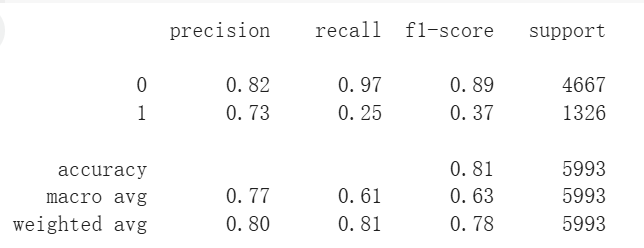 precision recall f1-score support
0 0.82 0.97 0.89 4667
1 0.73 0.25 0.37 1326
accuracy 0.81 5993
macro avg 0.77 0.61 0.63 5993
weighted avg 0.80 0.81 0.78 5993